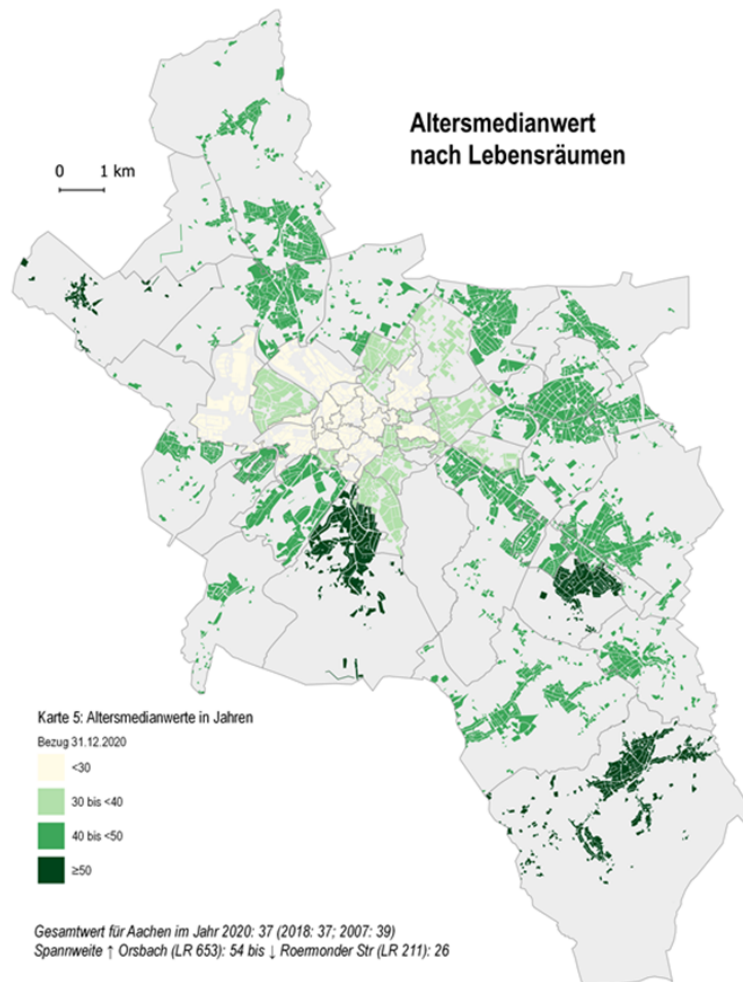 Altersmedianwert
nach Lebensräumen
0 1 km
Karte 5: Altersmedianwerte in Jahren
Bezug 31.12.2020
<30
30 bis <40
40 bis <50
≥50
Gesamtwert für Aachen im Jahr 2020: 37 (2018: 37; 2007: 39)
Spannweite ↑ Orsbach (LR 653): 54 bis ↓ Roermonder Str (LR 211): 26